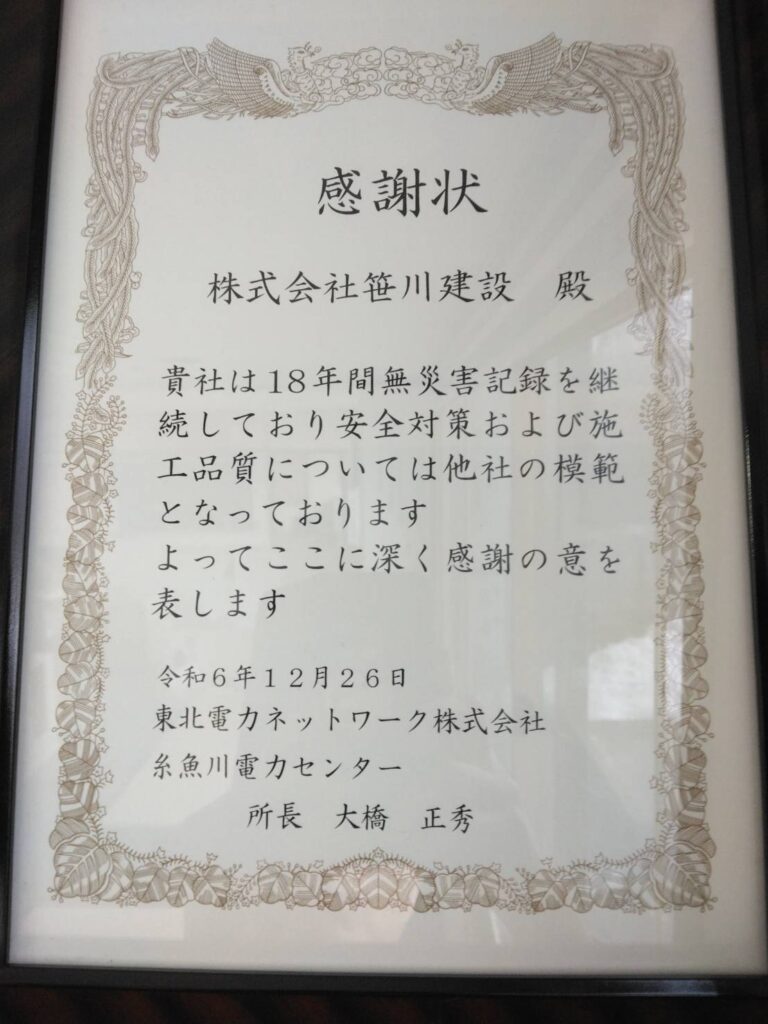 感謝状
株式会社笹川建設　殿
貴社は18年間無災害記録を継
続しており安全対策および施
工品質については他社の模範
となっております
よってここに深く感謝の意を
表します
令和６年１２月２６日
東北電力ネットワーク株式会社
糸魚川電力センター
所長　大橋　正秀